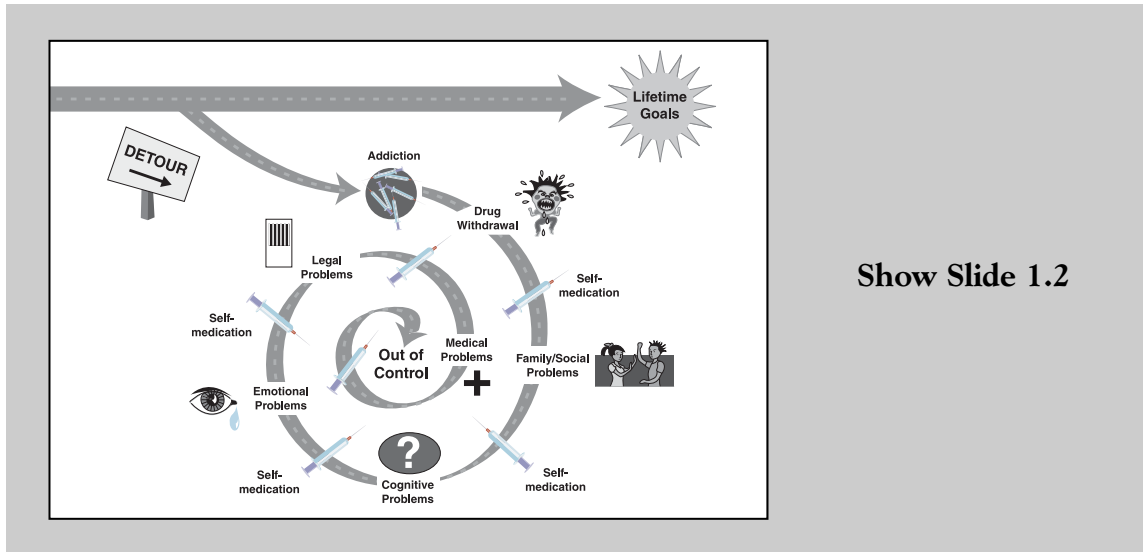 Lifetime
Goals
DETOUR
Addiction
Drug
Withdrawal
Legal
Problems
Self-
medication
Self-
medication
Medical
Problems
Out of
Control
Family/Social
Problems
Emotional
Problems
?
Self-
medication
Self-
medication
Cognitive
Problems
Show Slide 1.2